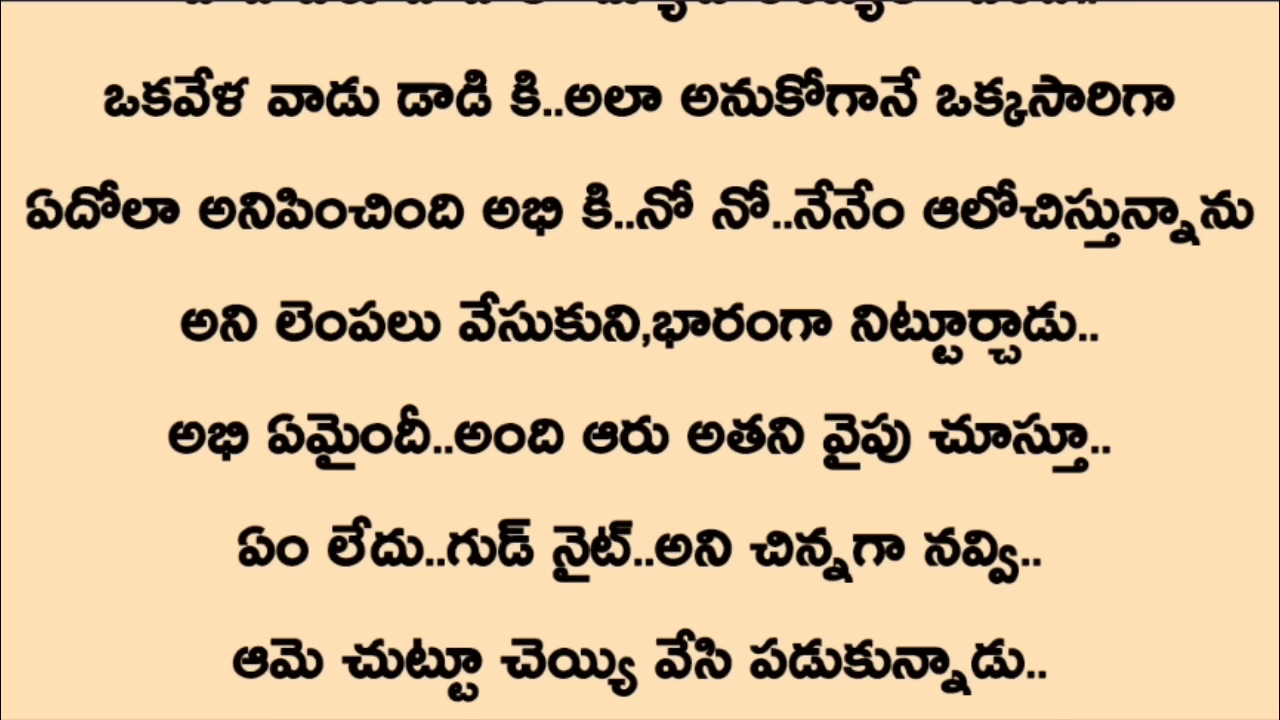 ఒకవేళ వాడు డాడి కి..అలా అనుకోగానే ఒక్కసారిగా
ఏదోలా అనిపించింది అభి కి..నో నో..నేనేం ఆలోచిస్తున్నాను
అని లెంపలు వేసుకుని,భారంగా నిట్టూర్చాడు..
అభి ఏమైందీ..అంది ఆరు అతని వైపు చూస్తూ..
ఏం లేదు..గుడ్ నైట్..అని చిన్నగా నవ్వి..
ఆమె చుట్టూ చెయ్యి వేసి పడుకున్నాడు..